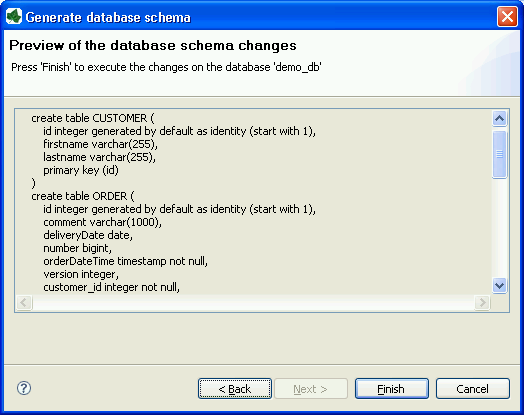 Generate database schema
Preview of the database schema changes
Press 'Finish' to execute the changes on the database 'demo_db'
create table CUSTOMER (
id integer generated by default as identity (start with 1),
firstname varchar(255),
lastname varchar(255),
primary key (id)
)
create table ORDER (
id integer generated by default as identity (start with 1),
comment varchar(1000),
deliveryDate date,
number bigint,
orderDateTime timestamp not null,
version integer,
customer_id integer not null,
< Back Next > Finish Cancel